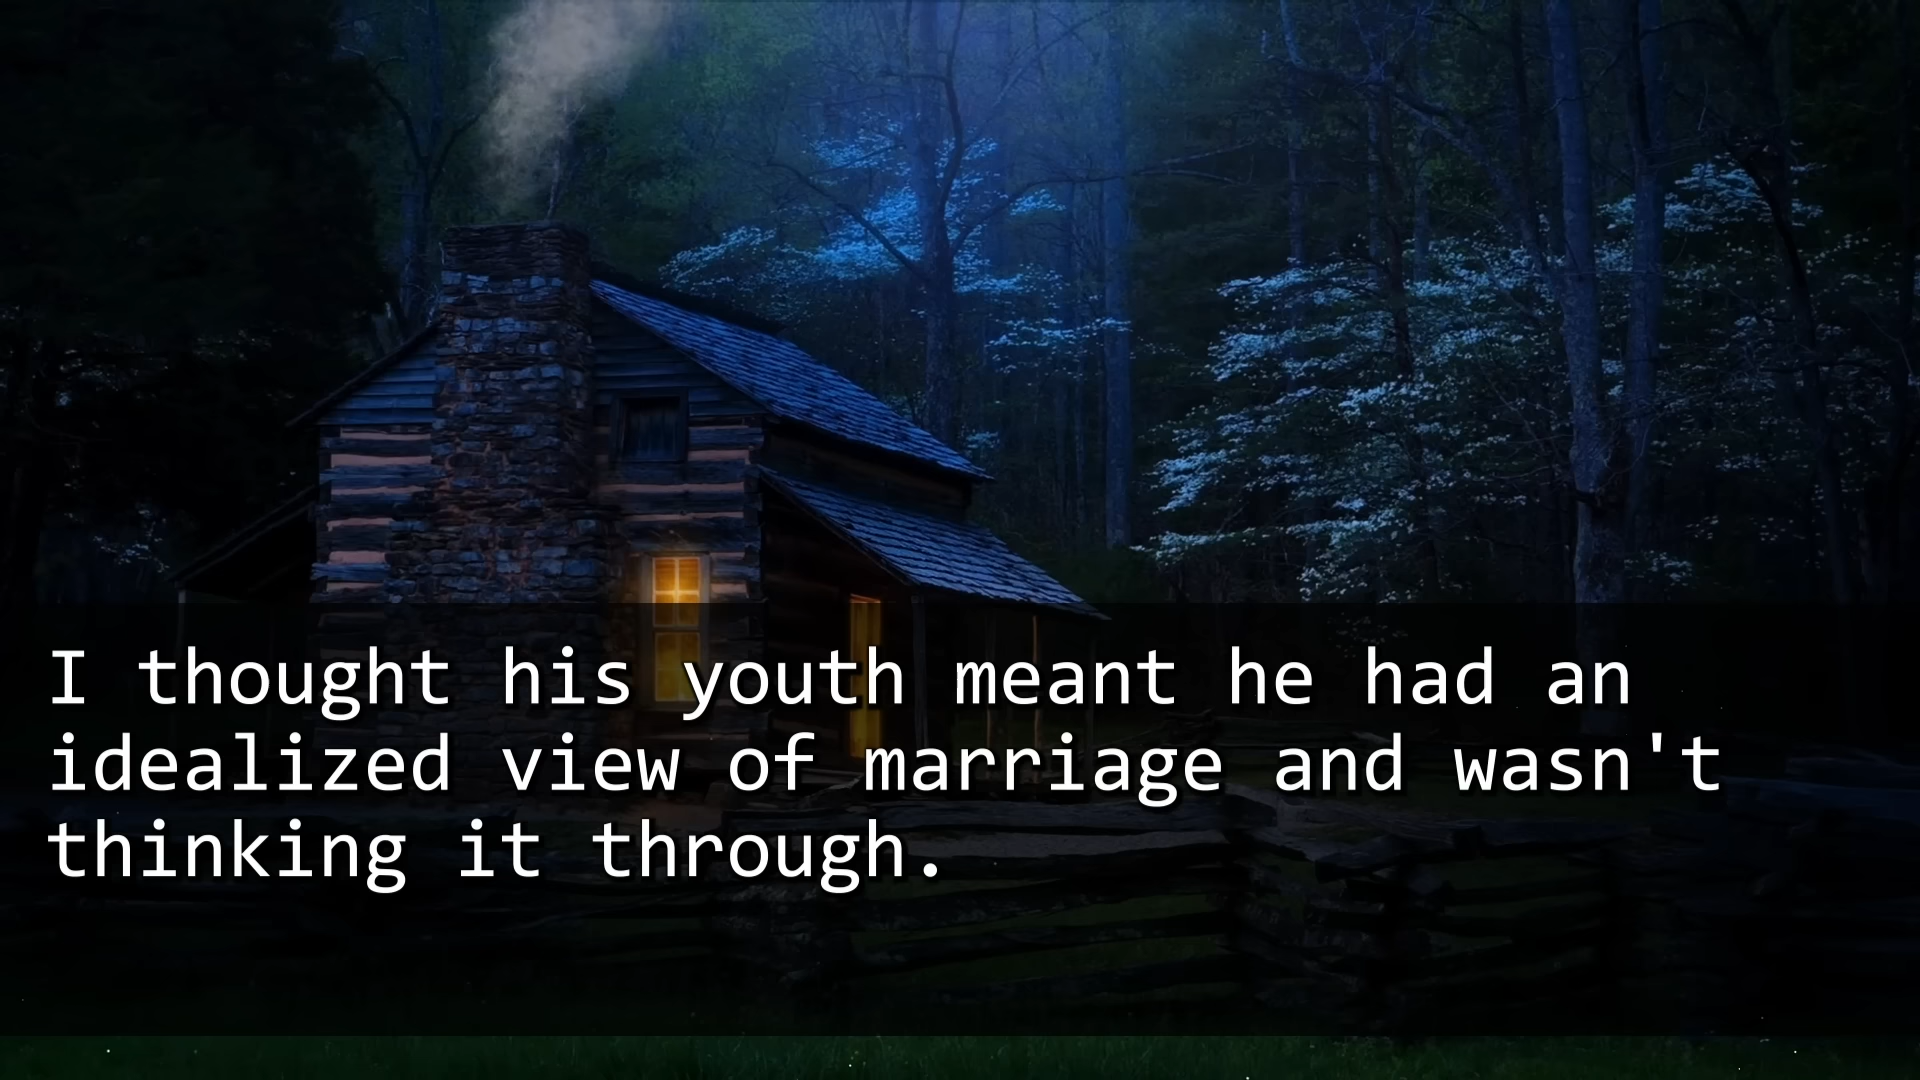 I thought his youth meant he had an
idealized view of marriage and wasn't
thinking it through.